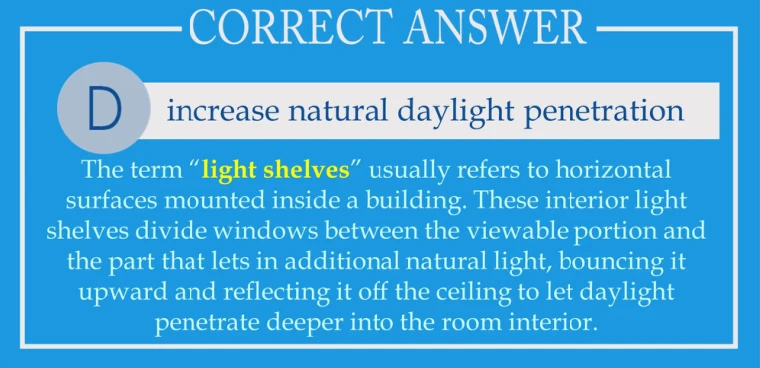 CORRECT ANSWER
D increase natural daylight penetration
The term “light shelves” usually refers to horizontal
surfaces mounted inside a building. These interior light
shelves divide windows between the viewable portion and
the part that lets in additional natural light, bouncing it
upward and reflecting it off the ceiling to let daylight
penetrate deeper into the room interior.